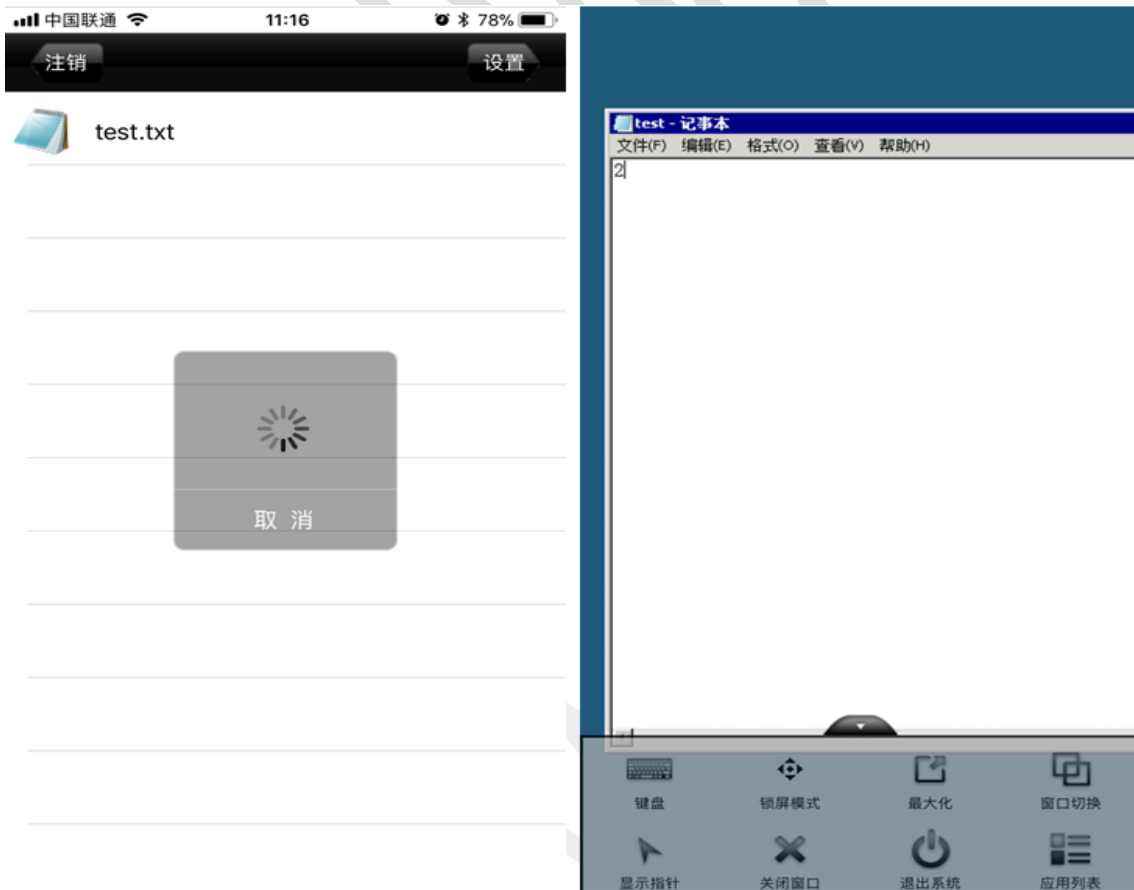 中国联通 11:16 78%
注销 设置
test.txt
取 消
test - 记事本
文件(F) 编辑(E) 格式(O) 查看(V) 帮助(H)
2
键盘 锁屏模式 最大化 窗口切换
显示指针 关闭窗口 退出系统 应用列表